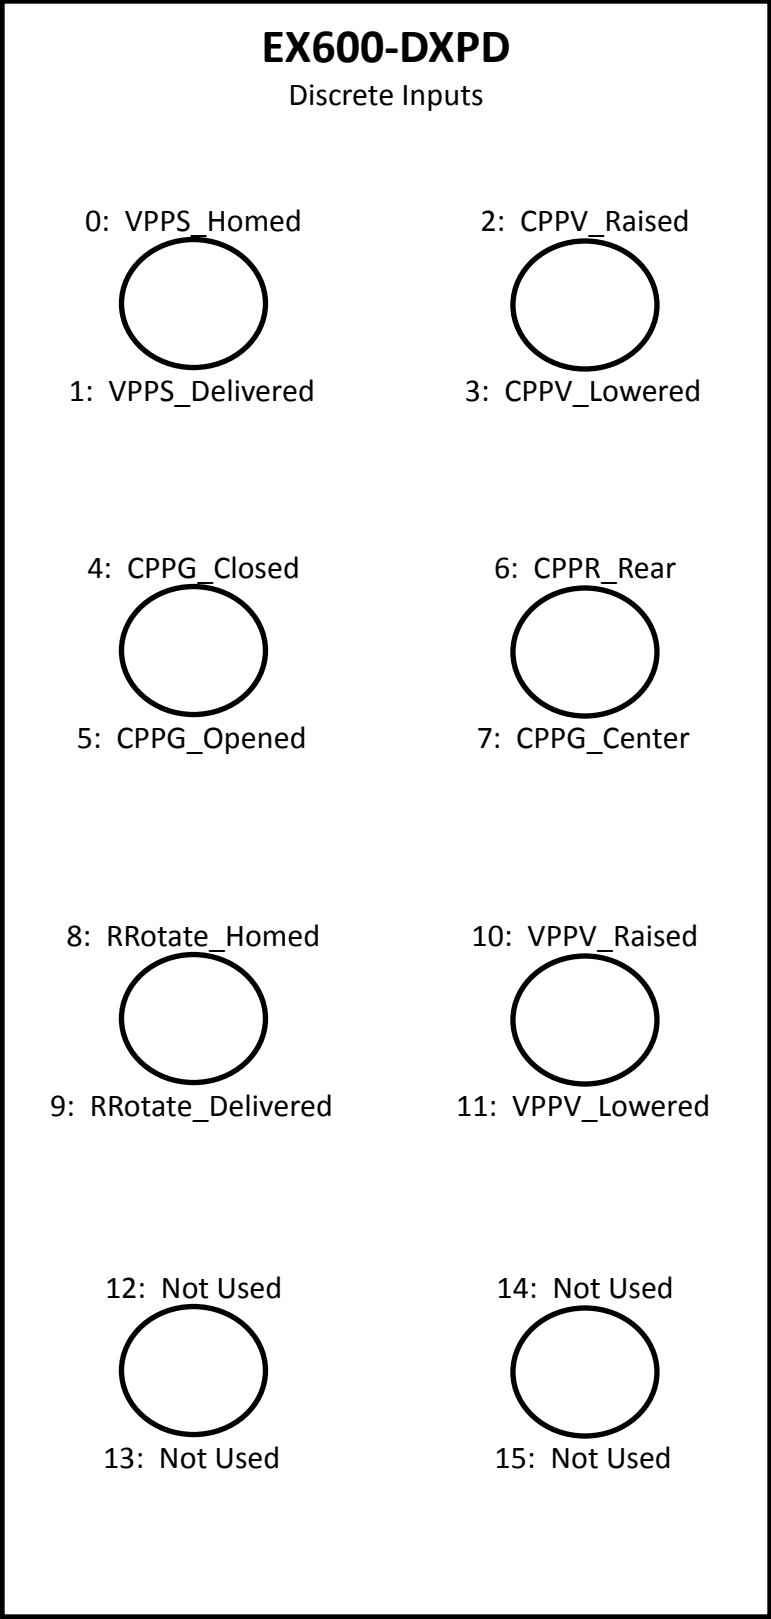 EX600-DXPD
Discrete Inputs
0: VPPS_Homed
2: CPPV_Raised
1: VPPS_Delivered
3: CPPV_Lowered
4: CPPG_Closed
6: CPPR_Rear
5: CPPG_Opened
7: CPPG_Center
8: RRotate_Homed
10: VPPV_Raised
9: RRotate_Delivered
11: VPPV_Lowered
12: Not Used
14: Not Used
13: Not Used
15: Not Used